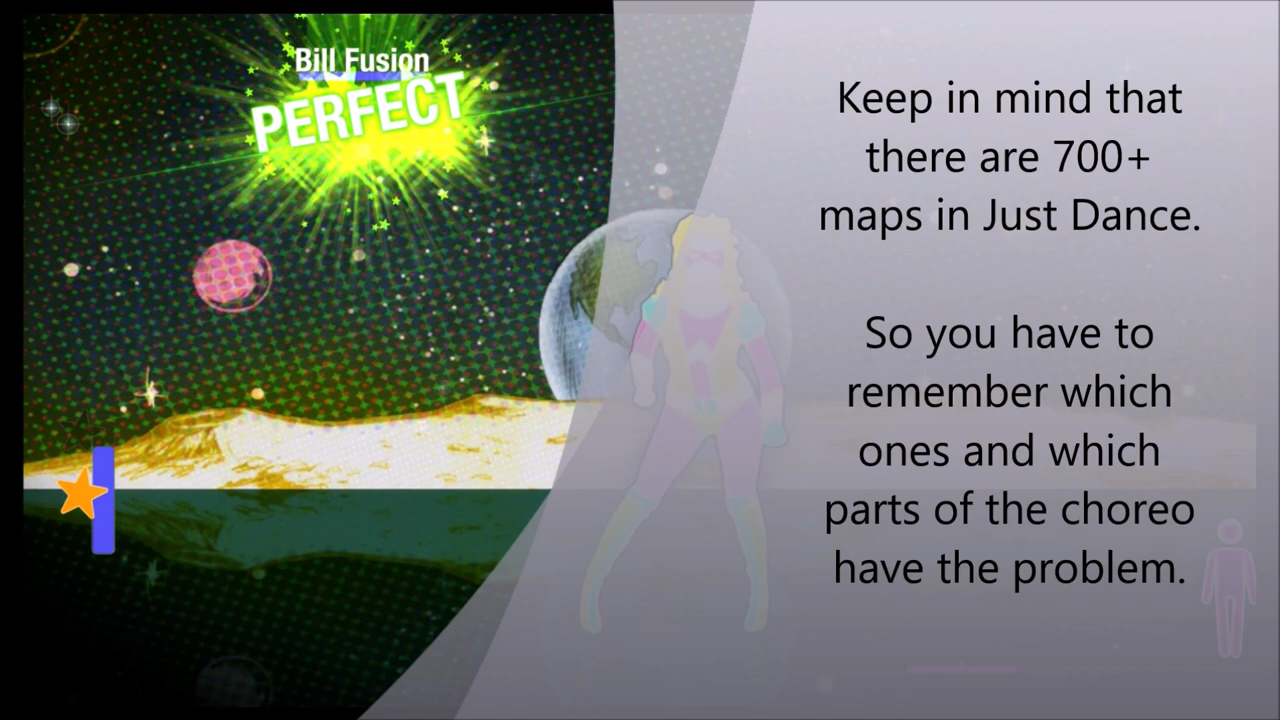 Bill Fusion
PERFECT
Keep in mind that
there are 700+
maps in Just Dance.
So you have to
remember which
ones and which
parts of the choreo
have the problem.